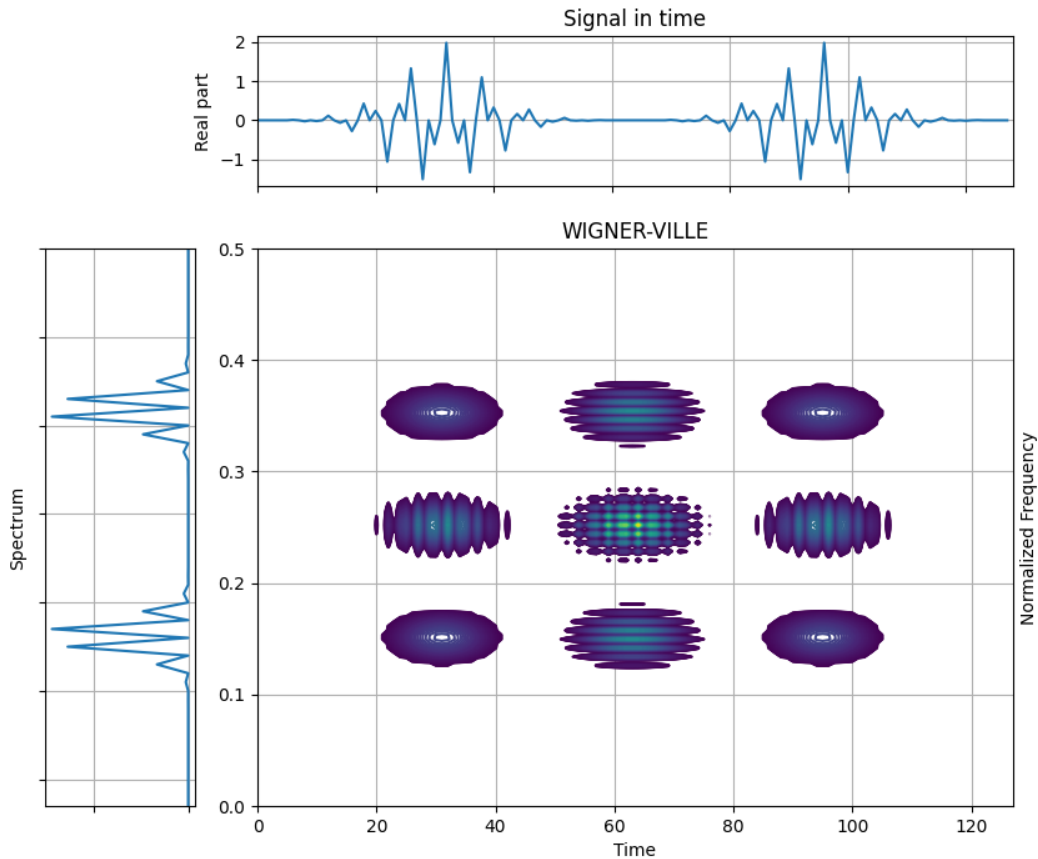 Signal in time
Real part
2
1
0
−1
WIGNER-VILLE
Spectrum
0.5
0.4
0.3
0.2
0.1
0.0
Normalized Frequency
0 20 40 60 80 100 120
Time